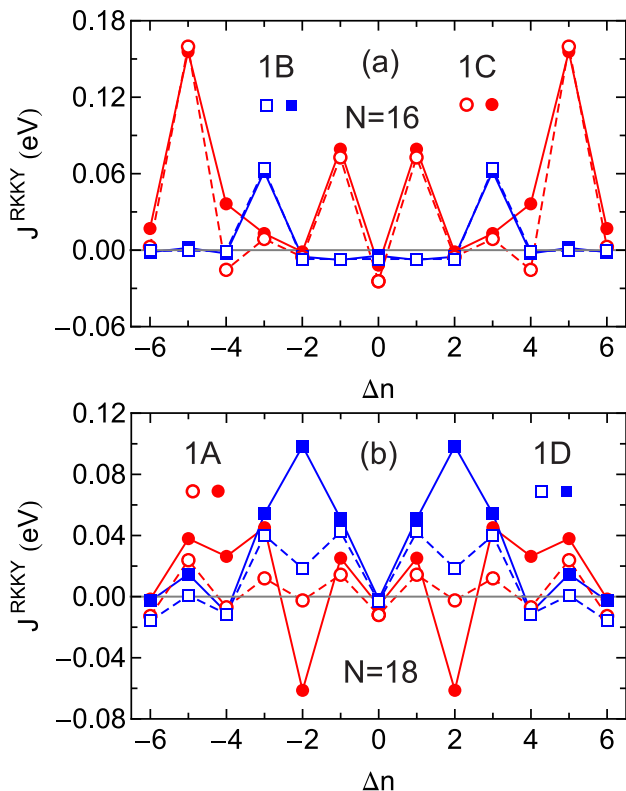 0.18
0.12
0.06
0.00
−0.06
J^RKKY (eV)
1B (a) 1C
N=16
−6 −4 −2 0 2 4 6
Δn
0.12
0.08
0.04
0.00
−0.04
−0.08
J^RKKY (eV)
1A (b) 1D
N=18
−6 −4 −2 0 2 4 6
Δn